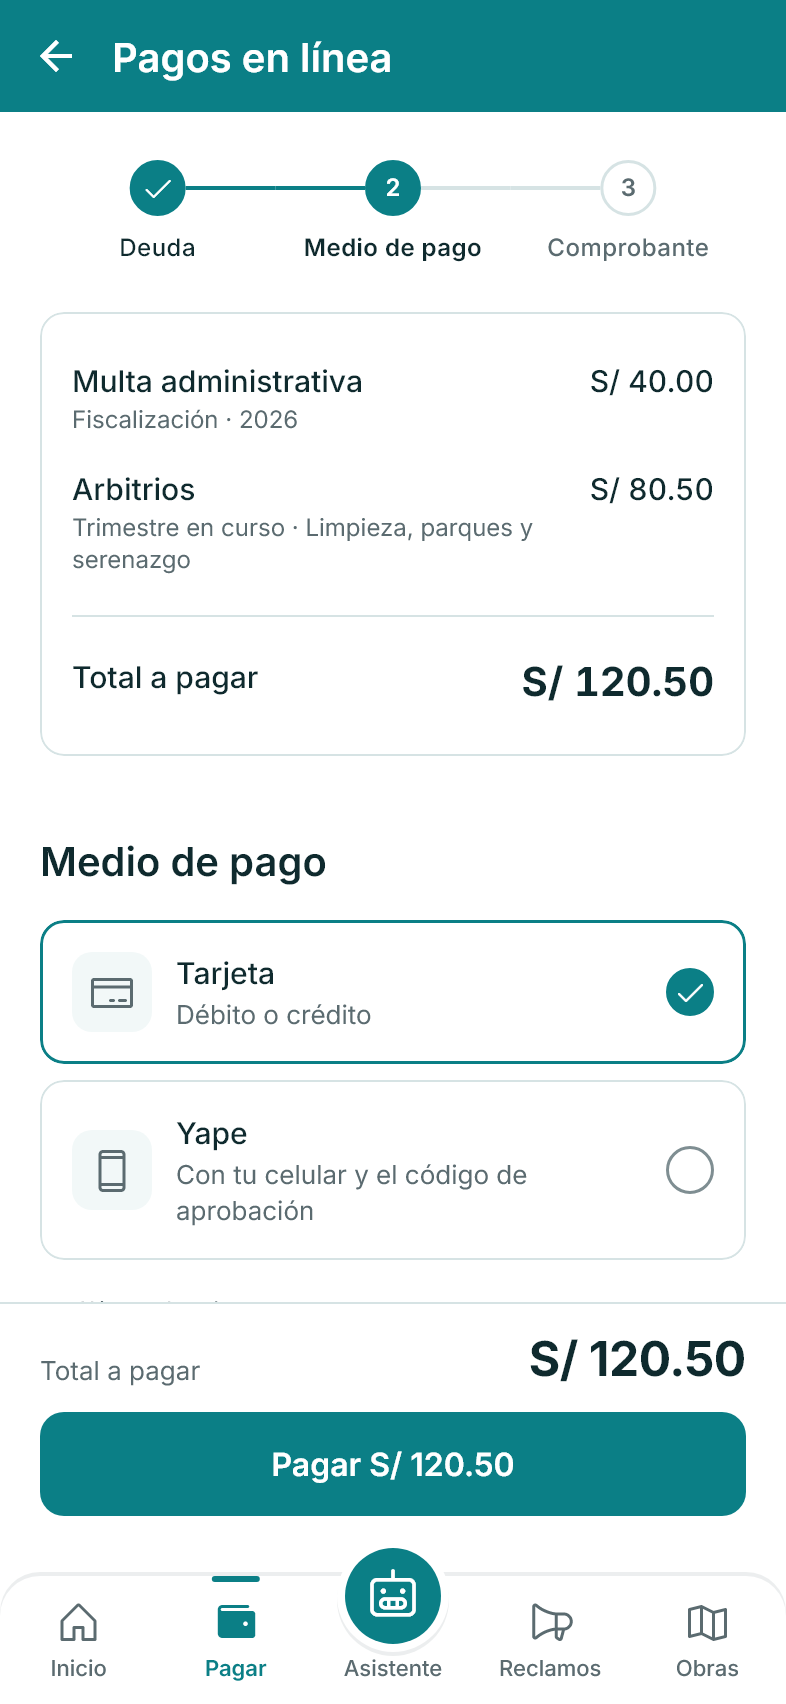 Pagos en línea
2
3
Deuda
Medio de pago
Comprobante
Multa administrativa
S/ 40.00
Fiscalización · 2026
Arbitrios
S/ 80.50
Trimestre en curso · Limpieza, parques y
serenazgo
Total a pagar
S/ 120.50
Medio de pago
Tarjeta
Débito o crédito
Yape
Con tu celular y el código de
aprobación
Total a pagar
S/ 120.50
Pagar S/ 120.50
Inicio
Pagar
Asistente
Reclamos
Obras